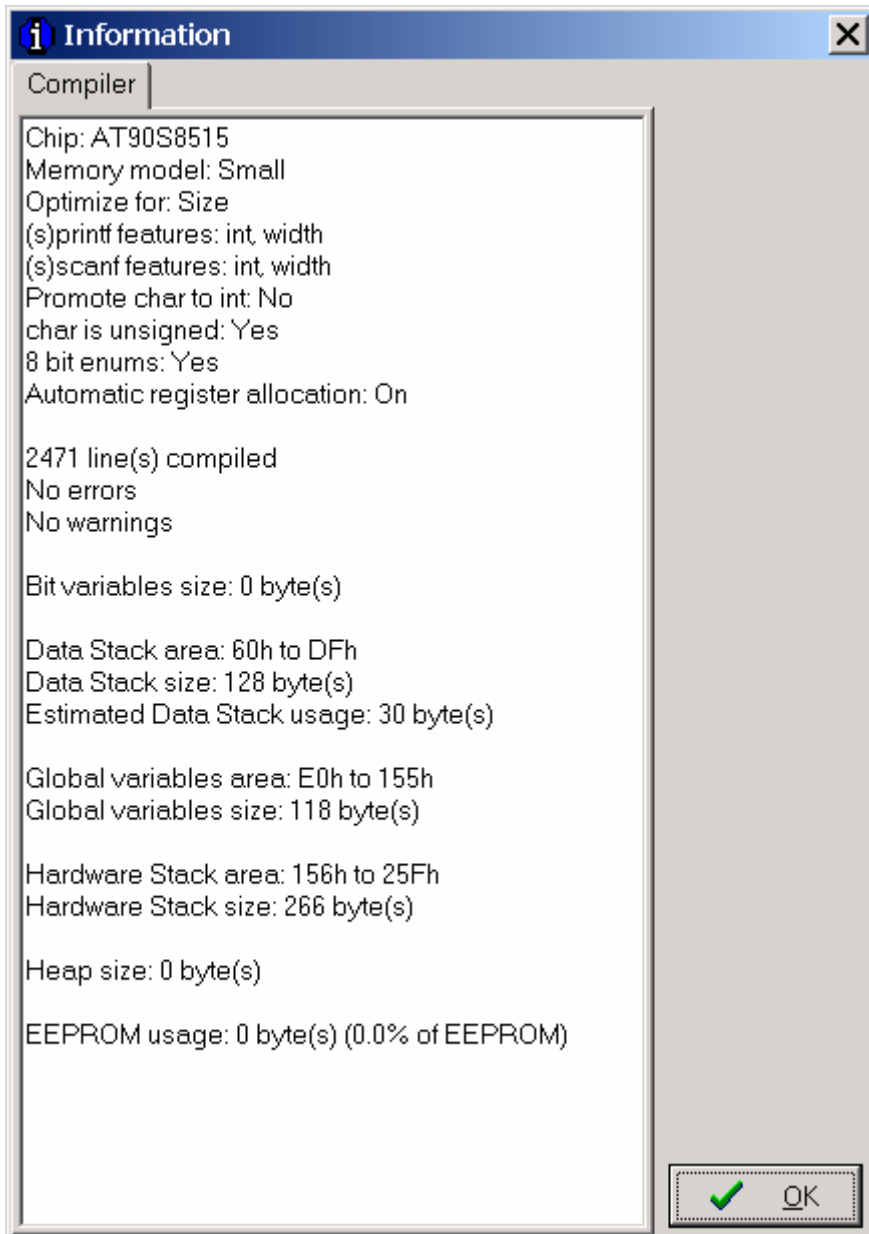 Information
Compiler
Chip: AT90S8515
Memory model: Small
Optimize for: Size
(s)printf features: int, width
(s)scanf features: int, width
Promote char to int: No
char is unsigned: Yes
8 bit enums: Yes
Automatic register allocation: On
2471 line(s) compiled
No errors
No warnings
Bit variables size: 0 byte(s)
Data Stack area: 60h to DFh
Data Stack size: 128 byte(s)
Estimated Data Stack usage: 30 byte(s)
Global variables area: E0h to 155h
Global variables size: 118 byte(s)
Hardware Stack area: 156h to 25Fh
Hardware Stack size: 266 byte(s)
Heap size: 0 byte(s)
EEPROM usage: 0 byte(s) (0.0% of EEPROM)
OK